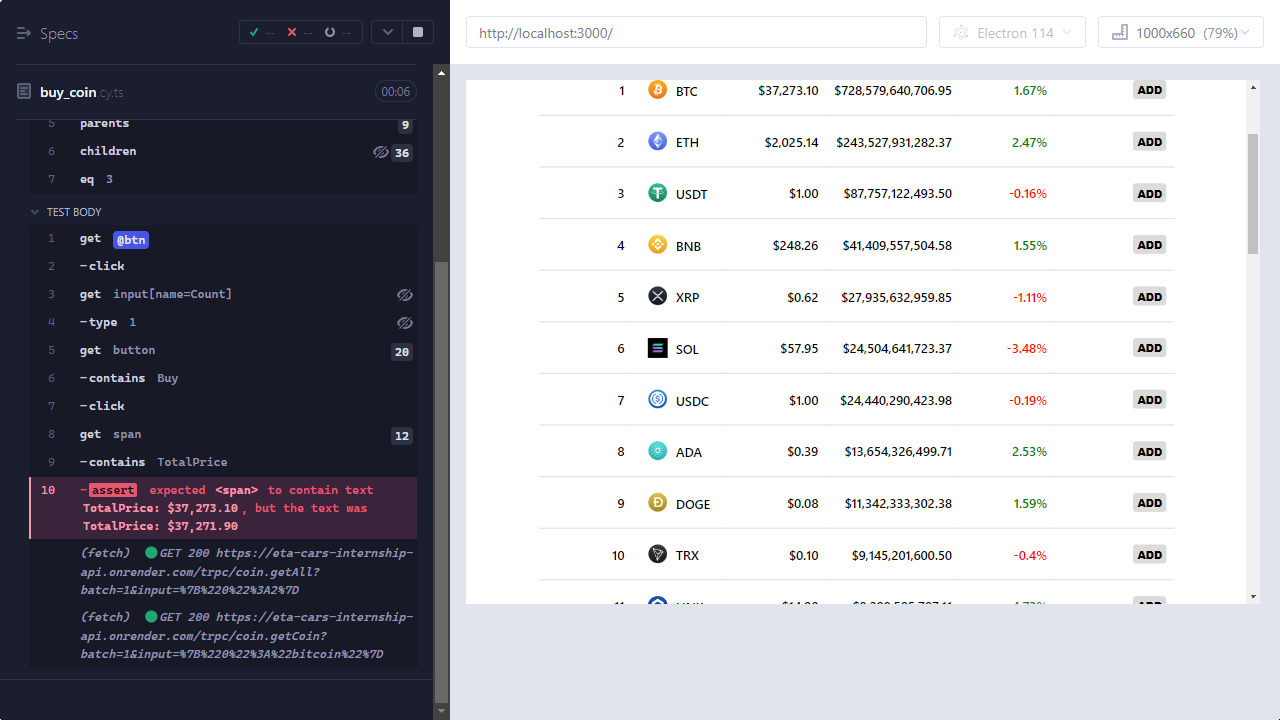 Specs
-- -- --
http://localhost:3000/
Electron 114
1000x660 (79%)
buy_coin.cy.ts
00:06
5 parents 9
6 children 36
7 eq 3
TEST BODY
1 get @btn
2 -click
3 get input[name=Count]
4 -type 1
5 get button 20
6 -contains Buy
7 -click
8 get span 12
9 -contains TotalPrice
10 -assert expected <span> to contain text
TotalPrice: $37,273.10, but the text was
TotalPrice: $37,271.90
(fetch) GET 200 https://eta-cars-internship-
api.onrender.com/trpc/coin.getAll?
batch=1&input=%7B%220%22%3A2%7D
(fetch) GET 200 https://eta-cars-internship-
api.onrender.com/trpc/coin.getCoin?
batch=1&input=%7B%220%22%3A%22bitcoin%22%7D
1 BTC $37,273.10 $728,579,640,706.95 1.67% ADD
2 ETH $2,025.14 $243,527,931,282.37 2.47% ADD
3 USDT $1.00 $87,757,122,493.50 -0.16% ADD
4 BNB $248.26 $41,409,557,504.58 1.55% ADD
5 XRP $0.62 $27,935,632,959.85 -1.11% ADD
6 SOL $57.95 $24,504,641,723.37 -3.48% ADD
7 USDC $1.00 $24,440,290,423.98 -0.19% ADD
8 ADA $0.39 $13,654,326,499.71 2.53% ADD
9 DOGE $0.08 $11,342,333,302.38 1.59% ADD
10 TRX $0.10 $9,145,201,600.50 -0.4% ADD
11 ADD